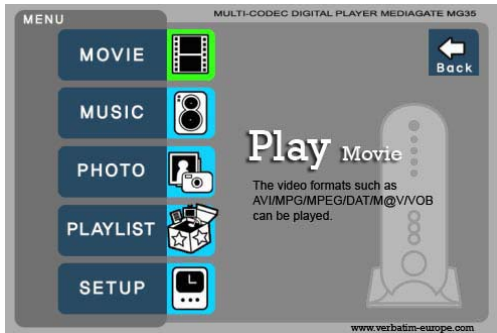 MENU
MULTI-CODEC DIGITAL PLAYER MEDIAGATE MG35
MOVIE
Back
MUSIC
PHOTO
Play Movie
The video formats such as
AVI/MPG/MPEG/DAT/M@V/VOB
can be played.
PLAYLIST
SETUP
www.verbatim-europe.com